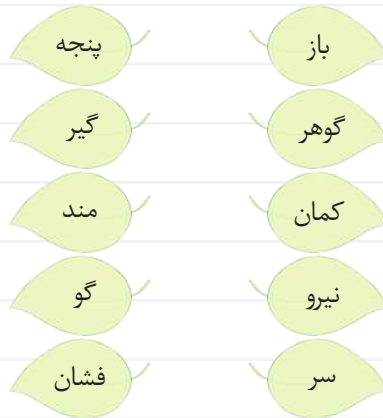 باز پنجه
گوهر گیر
کمان مند
نیرو گو
سر فشان